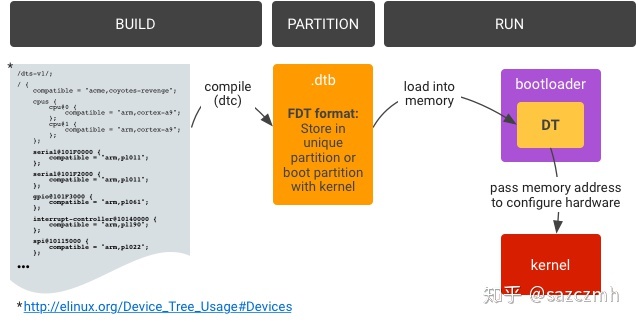 BUILD
PARTITION
RUN
*
/dts-v1/;
/ {
compatible = "acme,coyotes-revenge";
cpus {
cpu@0 {
compatible = "arm,cortex-a9";
};
cpu@1 {
compatible = "arm,cortex-a9";
};
};
serial@101F0000 {
compatible = "arm,pl011";
};
serial@101F2000 {
compatible = "arm,pl011";
};
gpio@101F3000 {
compatible = "arm,pl061";
};
interrupt-controller@10140000 {
compatible = "arm,pl190";
};
spi@10115000 {
compatible = "arm,pl022";
};
•••
compile
(dtc)
.dtb
FDT format:
Store in
unique
partition or
boot partition
with kernel
load into
memory
bootloader
DT
pass memory address
to configure hardware
kernel
知乎 @sazczmh
*http://elinux.org/Device_Tree_Usage#Devices